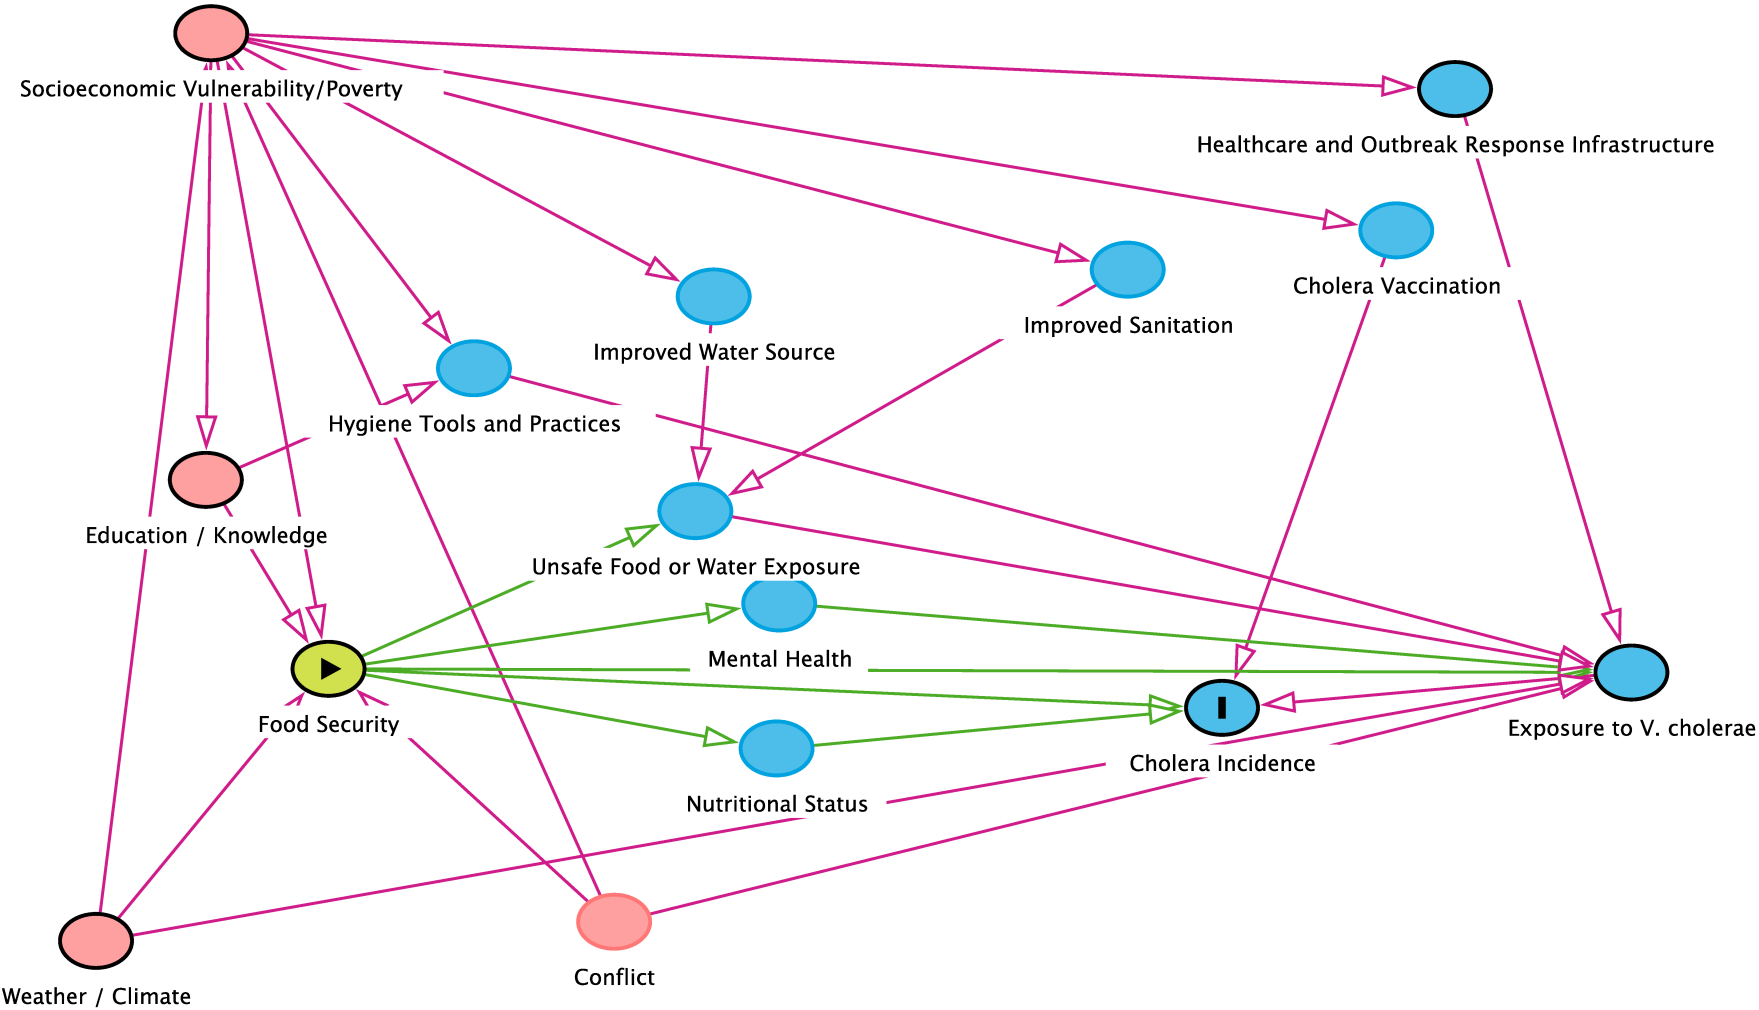 Socioeconomic Vulnerability/Poverty
Healthcare and Outbreak Response Infrastructure
Cholera Vaccination
Improved Sanitation
Improved Water Source
Hygiene Tools and Practices
Education / Knowledge
Unsafe Food or Water Exposure
Mental Health
Food Security
Exposure to V. cholerae
Cholera Incidence
Nutritional Status
Conflict
Weather / Climate